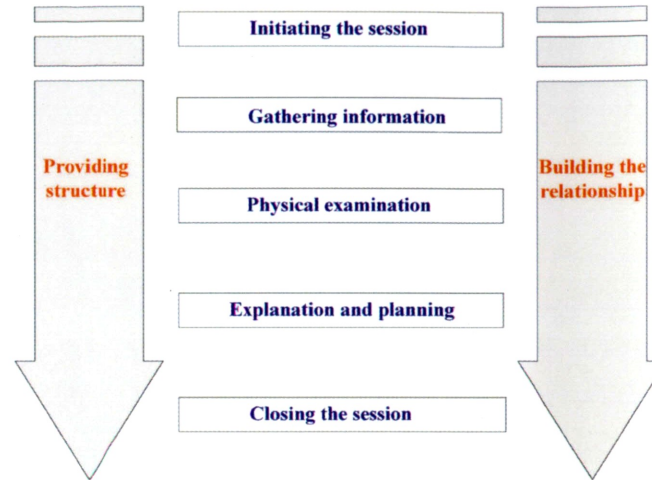 Initiating the session
Gathering information
Providing
structure
Building the
relationship
Physical examination
Explanation and planning
Closing the session